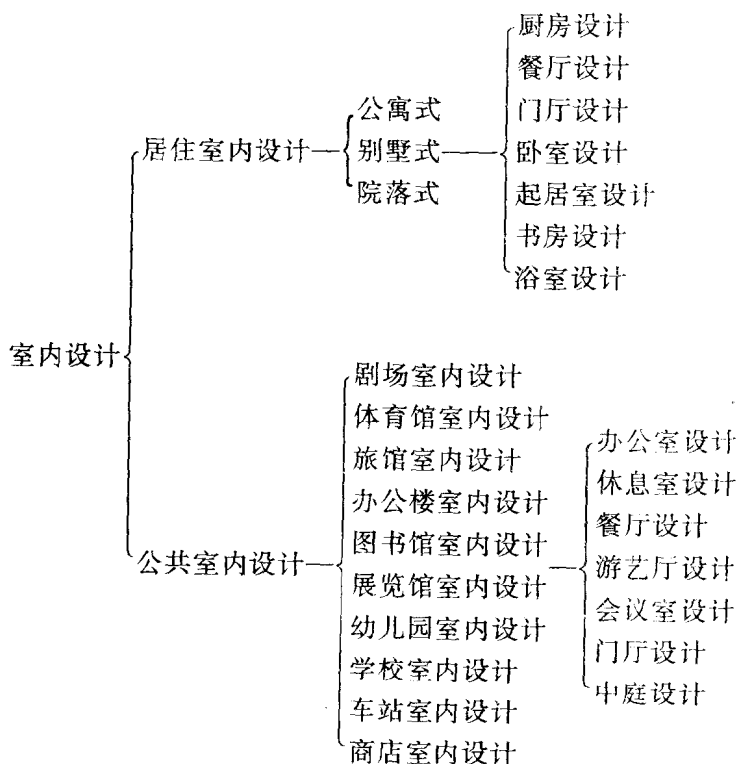 室内设计
居住室内设计
公寓式
别墅式
院落式
厨房设计
餐厅设计
门厅设计
卧室设计
起居室设计
书房设计
浴室设计
公共室内设计
剧场室内设计
体育馆室内设计
旅馆室内设计
办公楼室内设计
图书馆室内设计
展览馆室内设计
幼儿园室内设计
学校室内设计
车站室内设计
商店室内设计
办公室设计
休息室设计
餐厅设计
游艺厅设计
会议室设计
门厅设计
中庭设计